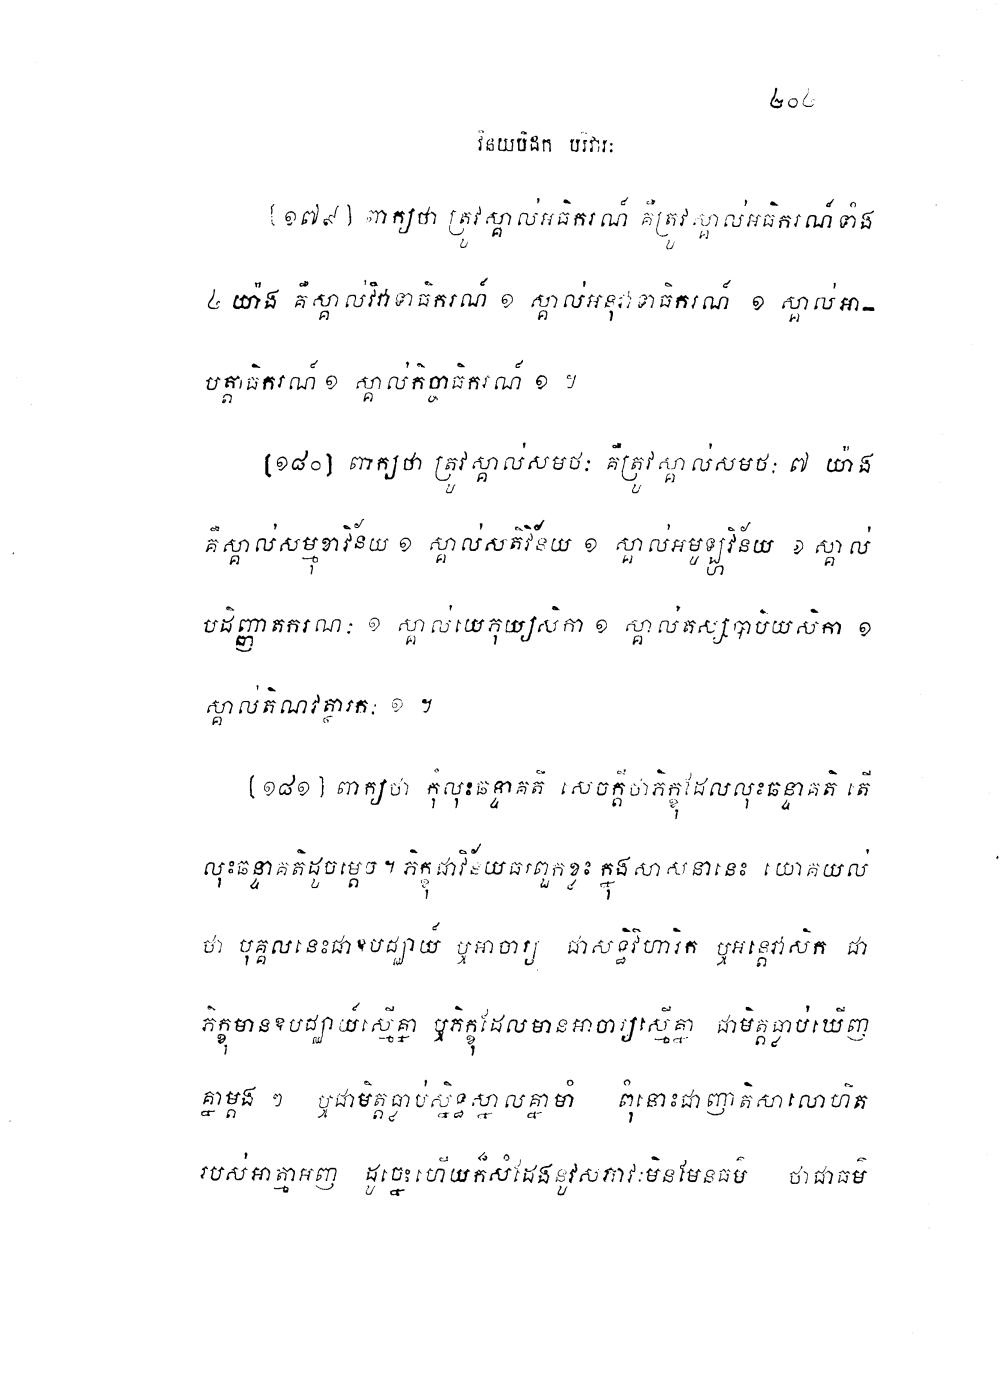 ២០៤
វិនយបិដក បរិវារៈ
[១៧៩] ពាក្យថា ត្រូវស្គាល់អធិករណ៍ គឺត្រូវស្គាល់អធិករណ៍ទាំង
៤ យ៉ាង គឺស្គាល់វិវាទាធិករណ៍ ១ ស្គាល់អនុវាទាធិករណ៍ ១ ស្គាល់អា-
បត្តាធិករណ៍ ១ ស្គាល់កិច្ចាធិករណ៍ ១ ។
[១៨០] ពាក្យថា ត្រូវស្គាល់សមថៈ គឺត្រូវស្គាល់សមថៈ ៧ យ៉ាង
គឺស្គាល់សម្មុខាវិន័យ ១ ស្គាល់សតិវិន័យ ១ ស្គាល់អមូឡ្ហវិន័យ ១ ស្គាល់
បដិញ្ញាតករណៈ ១ ស្គាល់យេភុយ្យសិកា ១ ស្គាល់តស្សបាបិយសិកា ១
ស្គាល់តិណវត្ថារកៈ ១ ។
[១៨១] ពាក្យថា កុំលុះឆន្ទាគតិ សេចក្តីថាភិក្ខុដែលលុះឆន្ទាគតិ តើ
លុះឆន្ទាគតិដូចម្តេច។ ភិក្ខុជាវិន័យធរពួកខ្លះ ក្នុងសាសនានេះ យោគយល់
ថា បុគ្គលនេះជាឧបជ្ឈាយ៍ ឬអាចារ្យ ជាសទ្ធិវិហារិក ឬអន្តេវាសិក ជា
ភិក្ខុមានឧបជ្ឈាយ៍ស្មើគ្នា ឬភិក្ខុដែលមានអាចារ្យស្មើគ្នា ជាមិត្តធ្លាប់ឃើញ
គ្នាម្តង ៗ ឬជាមិត្តធ្លាប់ស្និទ្ធស្នាលគ្នាមាំ ពុំនោះជាញាតិសាលោហិត
របស់អាត្មាអញ ដូច្នេះហើយក៏សំដែងនូវសភាវៈមិនមែនធម៌ ថាជាធម៌